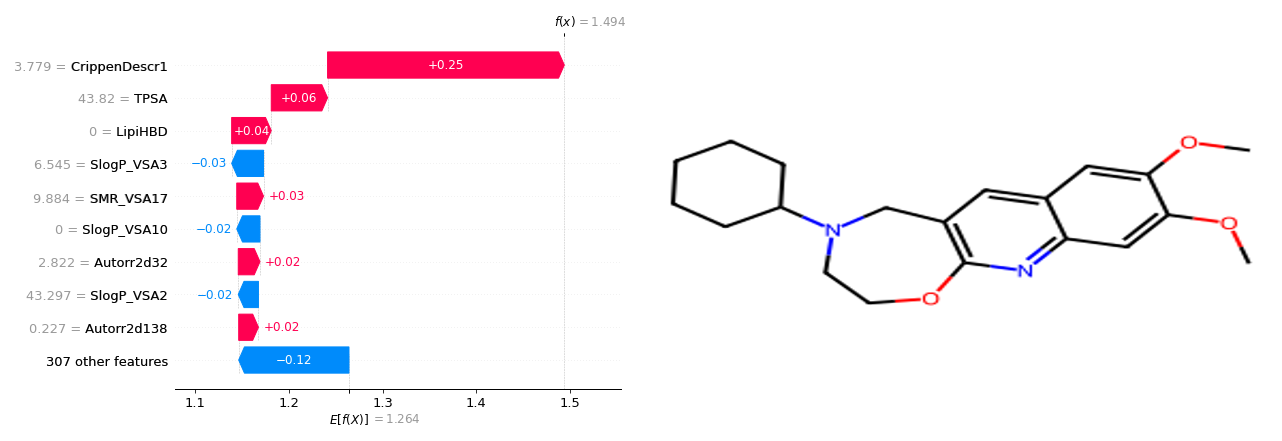 f(x) = 1.494
3.779 = CrippenDescr1
+0.25
43.82 = TPSA
+0.06
0 = LipiHBD
+0.04
6.545 = SlogP_VSA3
−0.03
9.884 = SMR_VSA17
+0.03
0 = SlogP_VSA10
−0.02
2.822 = Autorr2d32
+0.02
43.297 = SlogP_VSA2
−0.02
0.227 = Autorr2d138
+0.02
307 other features
−0.12
1.1 1.2 1.3 1.4 1.5
E[f(X)] = 1.264
O
N
O
N
O